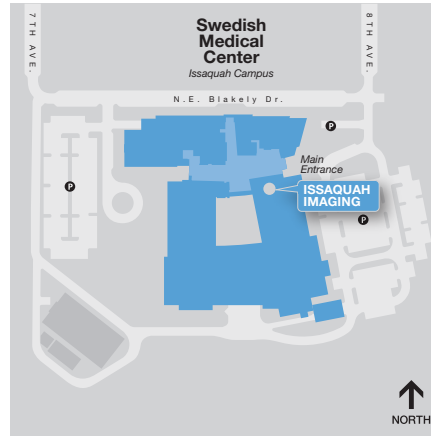 Swedish
Medical
Center
Issaquah Campus
7TH AVE.
8TH AVE.
N.E. Blakely Dr.
P
Main
Entrance
P
ISSAQUAH
IMAGING
P
NORTH